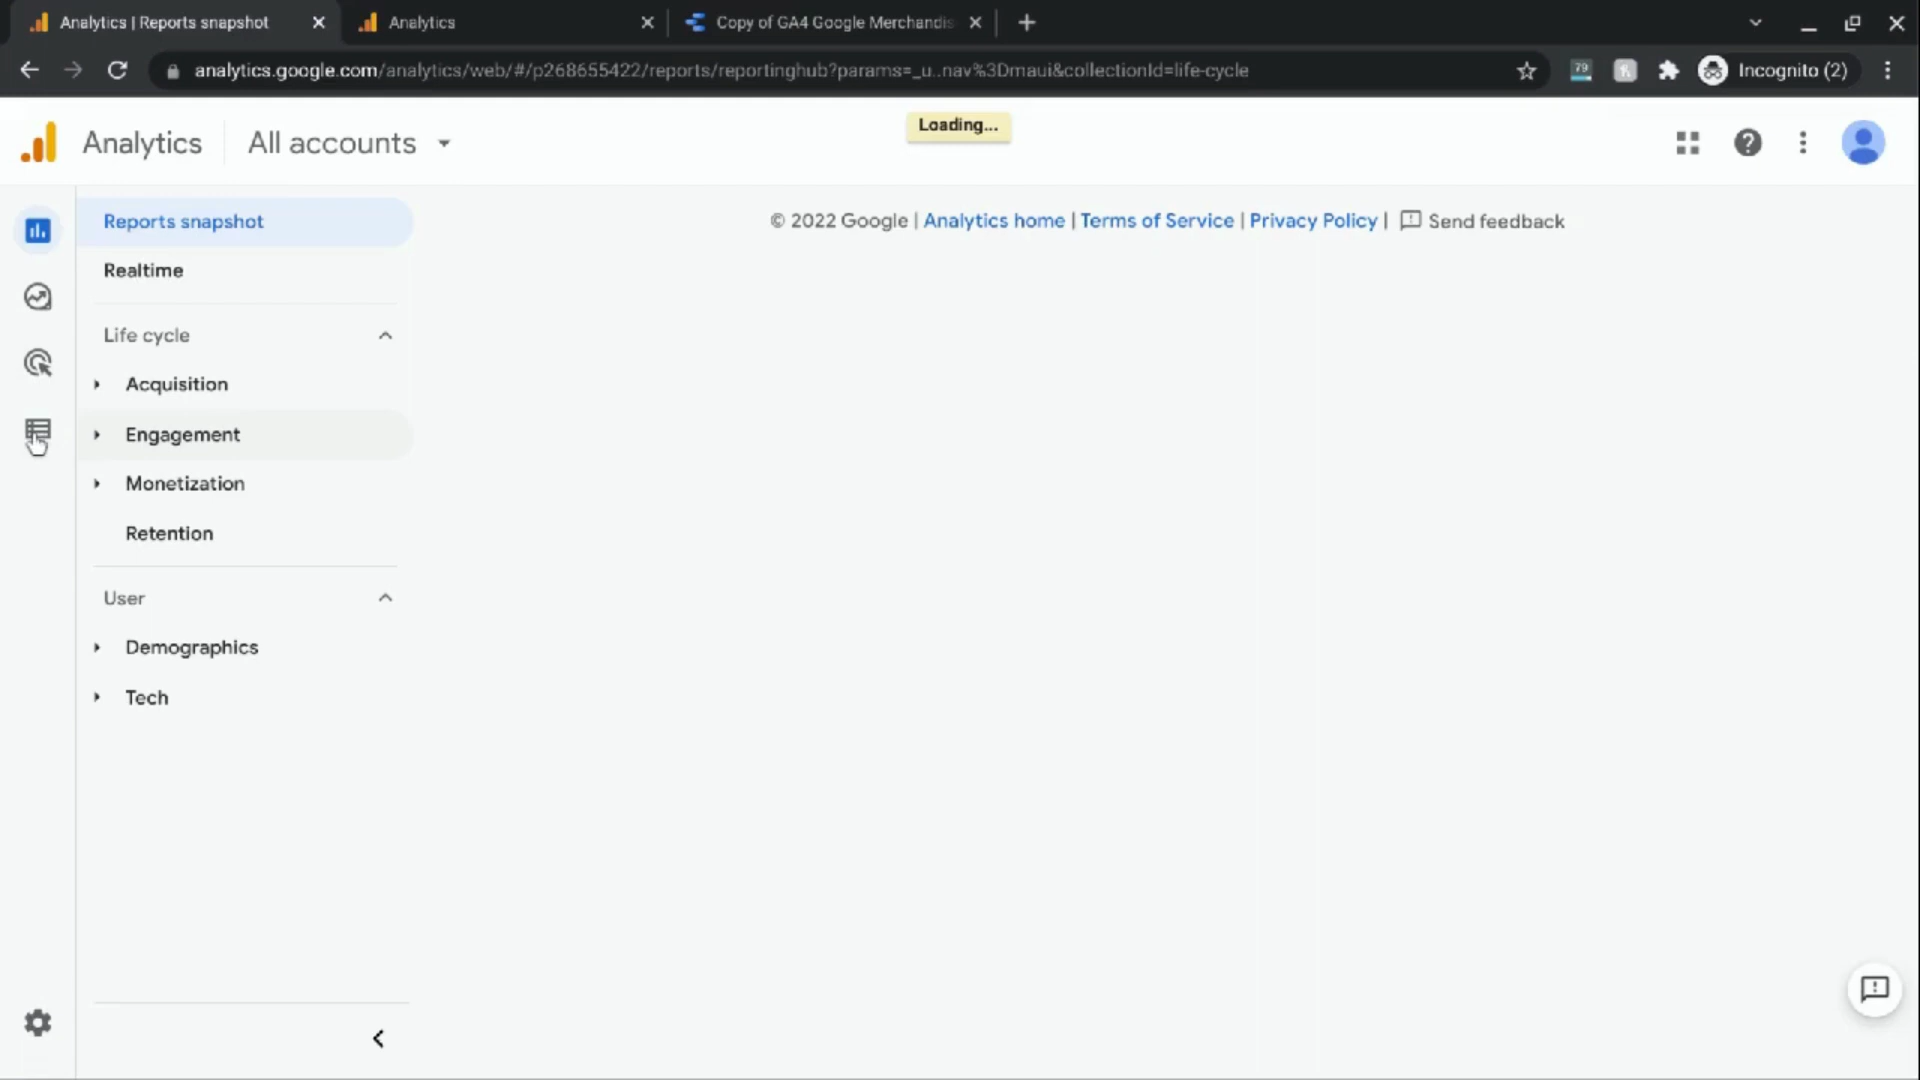 Analytics | Reports snapshot
Analytics
Copy of GA4 Google Merchandis
analytics.google.com/analytics/web/#/p268655422/reports/reportinghub?params=_u..nav%3Dmaui&collectionId=life-cycle
79
Incognito (2)
Analytics
All accounts
Loading...
Reports snapshot
© 2022 Google | Analytics home | Terms of Service | Privacy Policy | Send feedback
Realtime
Life cycle
Acquisition
Engagement
Monetization
Retention
User
Demographics
Tech